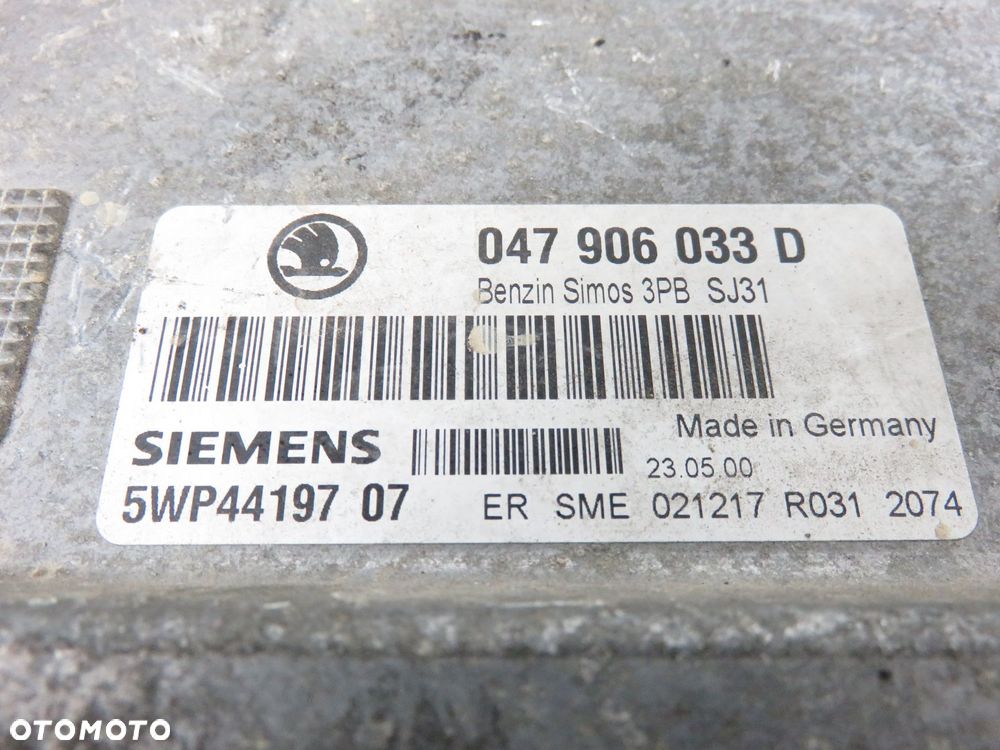 047 906 033 D
Benzin Simos 3PB SJ31
SIEMENS
Made in Germany
23.05.00
5WP44197 07
ER SME 021217 R031 2074
OTOMOTO